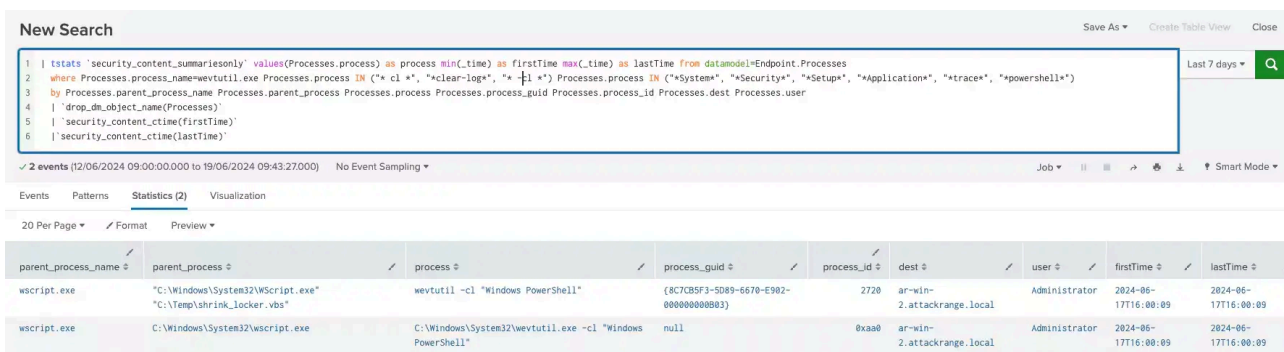 New Search
Save As Create Table View Close
1 | tstats `security_content_summariesonly` values(Processes.process) as process min(_time) as firstTime max(_time) as lastTime from datamodel=Endpoint.Processes
2 where Processes.process_name=wevtutil.exe Processes.process IN ("* cl *", "*clear-log*", "* -cl *") Processes.process IN ("*System*", "*Security*", "*Setup*", "*Application*", "*trace*", "*powershell*")
3 by Processes.parent_process_name Processes.parent_process Processes.process Processes.process_guid Processes.process_id Processes.dest Processes.user
4 | `drop_dm_object_name(Processes)`
5 | `security_content_ctime(firstTime)`
6 |`security_content_ctime(lastTime)`
Last 7 days
✓ 2 events (12/06/2024 09:00:00.000 to 19/06/2024 09:43:27.000) No Event Sampling Job Smart Mode
Events Patterns Statistics (2) Visualization
20 Per Page Format Preview
parent_process_name parent_process process process_guid process_id dest user firstTime lastTime
wscript.exe "C:\Windows\System32\WScript.exe" wevtutil -cl "Windows PowerShell" {8C7CB5F3-5D89-6670-E902- 2720 ar-win- Administrator 2024-06- 2024-06-
"C:\Temp\shrink_locker.vbs" 000000000B03} 2.attackrange.local 17T16:00:09 17T16:00:09
wscript.exe C:\Windows\System32\wscript.exe C:\Windows\System32\wevtutil.exe -cl "Windows null 0xaa0 ar-win- Administrator 2024-06- 2024-06-
PowerShell" 2.attackrange.local 17T16:00:09 17T16:00:09